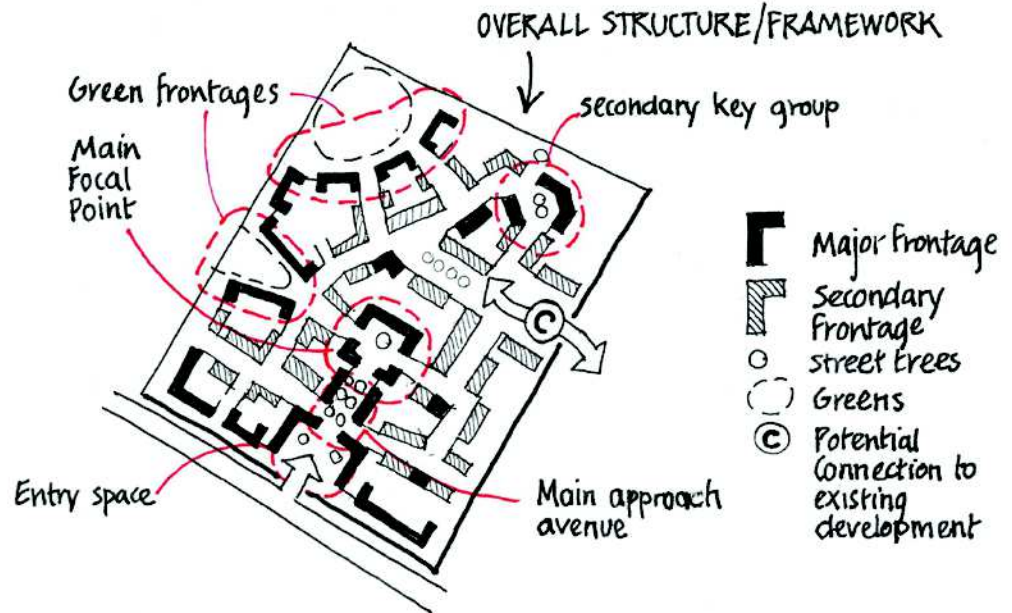 OVERALL STRUCTURE/FRAMEWORK
Green frontages
secondary key group
Main
Focal
Point
Major Frontage
Secondary
Frontage
street trees
Greens
C
Potential
Connection to
existing
development
C
Entry space
Main approach
avenue